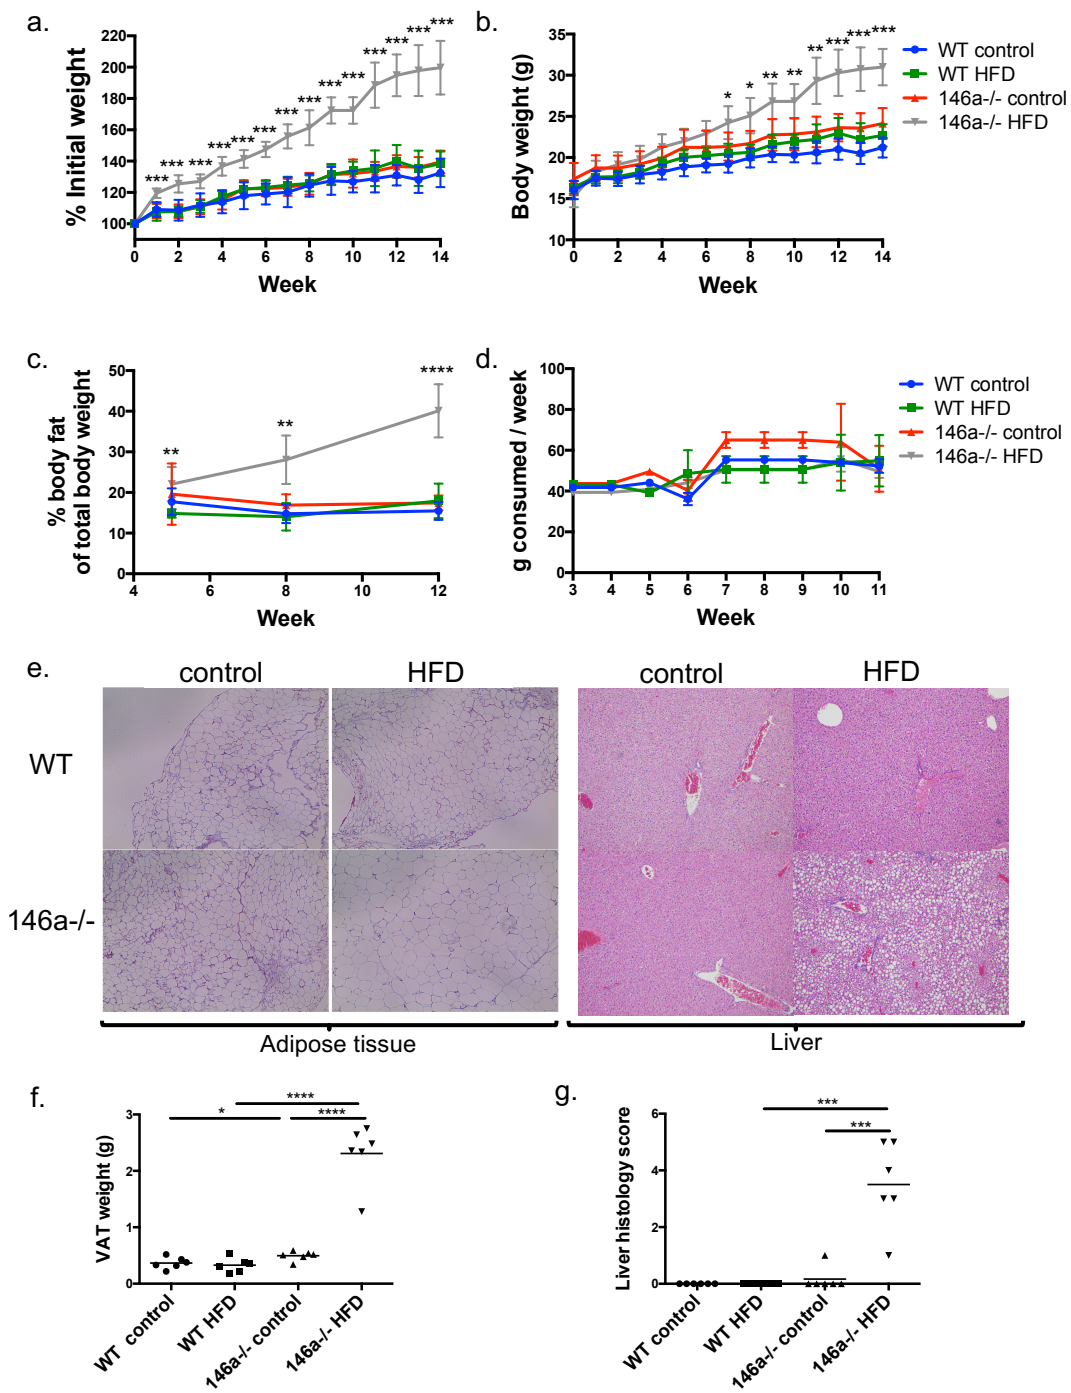 a.
% Initial weight
220
200
180
160
140
120
100
*** *** *** *** *** *** *** *** *** *** *** *** *** ***
0 2 4 6 8 10 12 14
Week
b.
Body weight (g)
35
30
25
20
15
10
* * ** ** ** *** *** ***
0 2 4 6 8 10 12 14
Week
WT control
WT HFD
146a-/- control
146a-/- HFD
c.
% body fat
of total body weight
50
40
30
20
10
0
** ** ****
4 6 8 10 12
Week
d.
g consumed / week
100
80
60
40
20
0
3 4 5 6 7 8 9 10 11
Week
WT control
WT HFD
146a-/- control
146a-/- HFD
e.
control HFD control HFD
WT
146a-/-
Adipose tissue
Liver
f.
VAT weight (g)
3
2
1
0
****
* ****
WT control
WT HFD
146a-/- control
146a-/- HFD
g.
Liver histology score
6
4
2
0
***
***
WT control
WT HFD
146a-/- control
146a-/- HFD